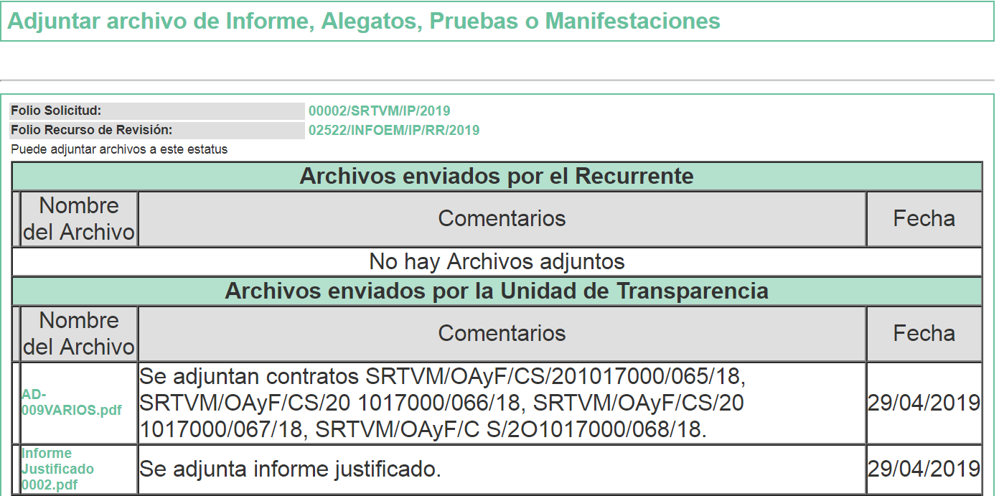 Adjuntar archivo de Informe, Alegatos, Pruebas o Manifestaciones
Folio Solicitud: 00002/SRTVM/IP/2019
Folio Recurso de Revisión: 02522/INFOEM/IP/RR/2019
Puede adjuntar archivos a este estatus
Archivos enviados por el Recurrente
Nombre
del Archivo
Comentarios
Fecha
No hay Archivos adjuntos
Archivos enviados por la Unidad de Transparencia
Nombre
del Archivo
Comentarios
Fecha
AD-
009VARIOS.pdf
Se adjuntan contratos SRTVM/OAyF/CS/201017000/065/18,
SRTVM/OAyF/CS/20 1017000/066/18, SRTVM/OAyF/CS/20
1017000/067/18, SRTVM/OAyF/C S/2O1017000/068/18.
29/04/2019
Informe
Justificado
0002.pdf
Se adjunta informe justificado.
29/04/2019